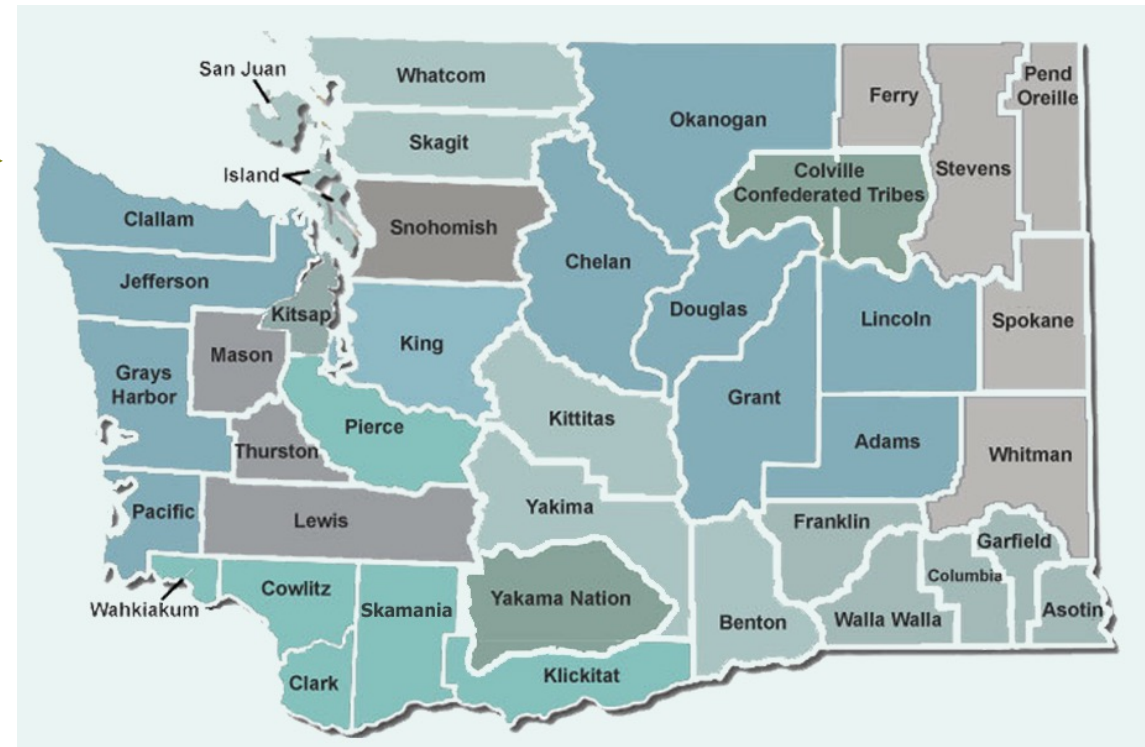 San Juan
Whatcom
Pend
Oreille
Ferry
Okanogan
Skagit
Island
Colville
Confederated Tribes
Stevens
Clallam
Snohomish
Chelan
Jefferson
Kitsap
Douglas
Lincoln
Spokane
King
Mason
Grays
Harbor
Grant
Kittitas
Pierce
Adams
Thurston
Whitman
Yakima
Pacific
Lewis
Franklin
Garfield
Columbia
Cowlitz
Wahkiakum
Skamania
Yakama Nation
Asotin
Benton
Walla Walla
Klickitat
Clark